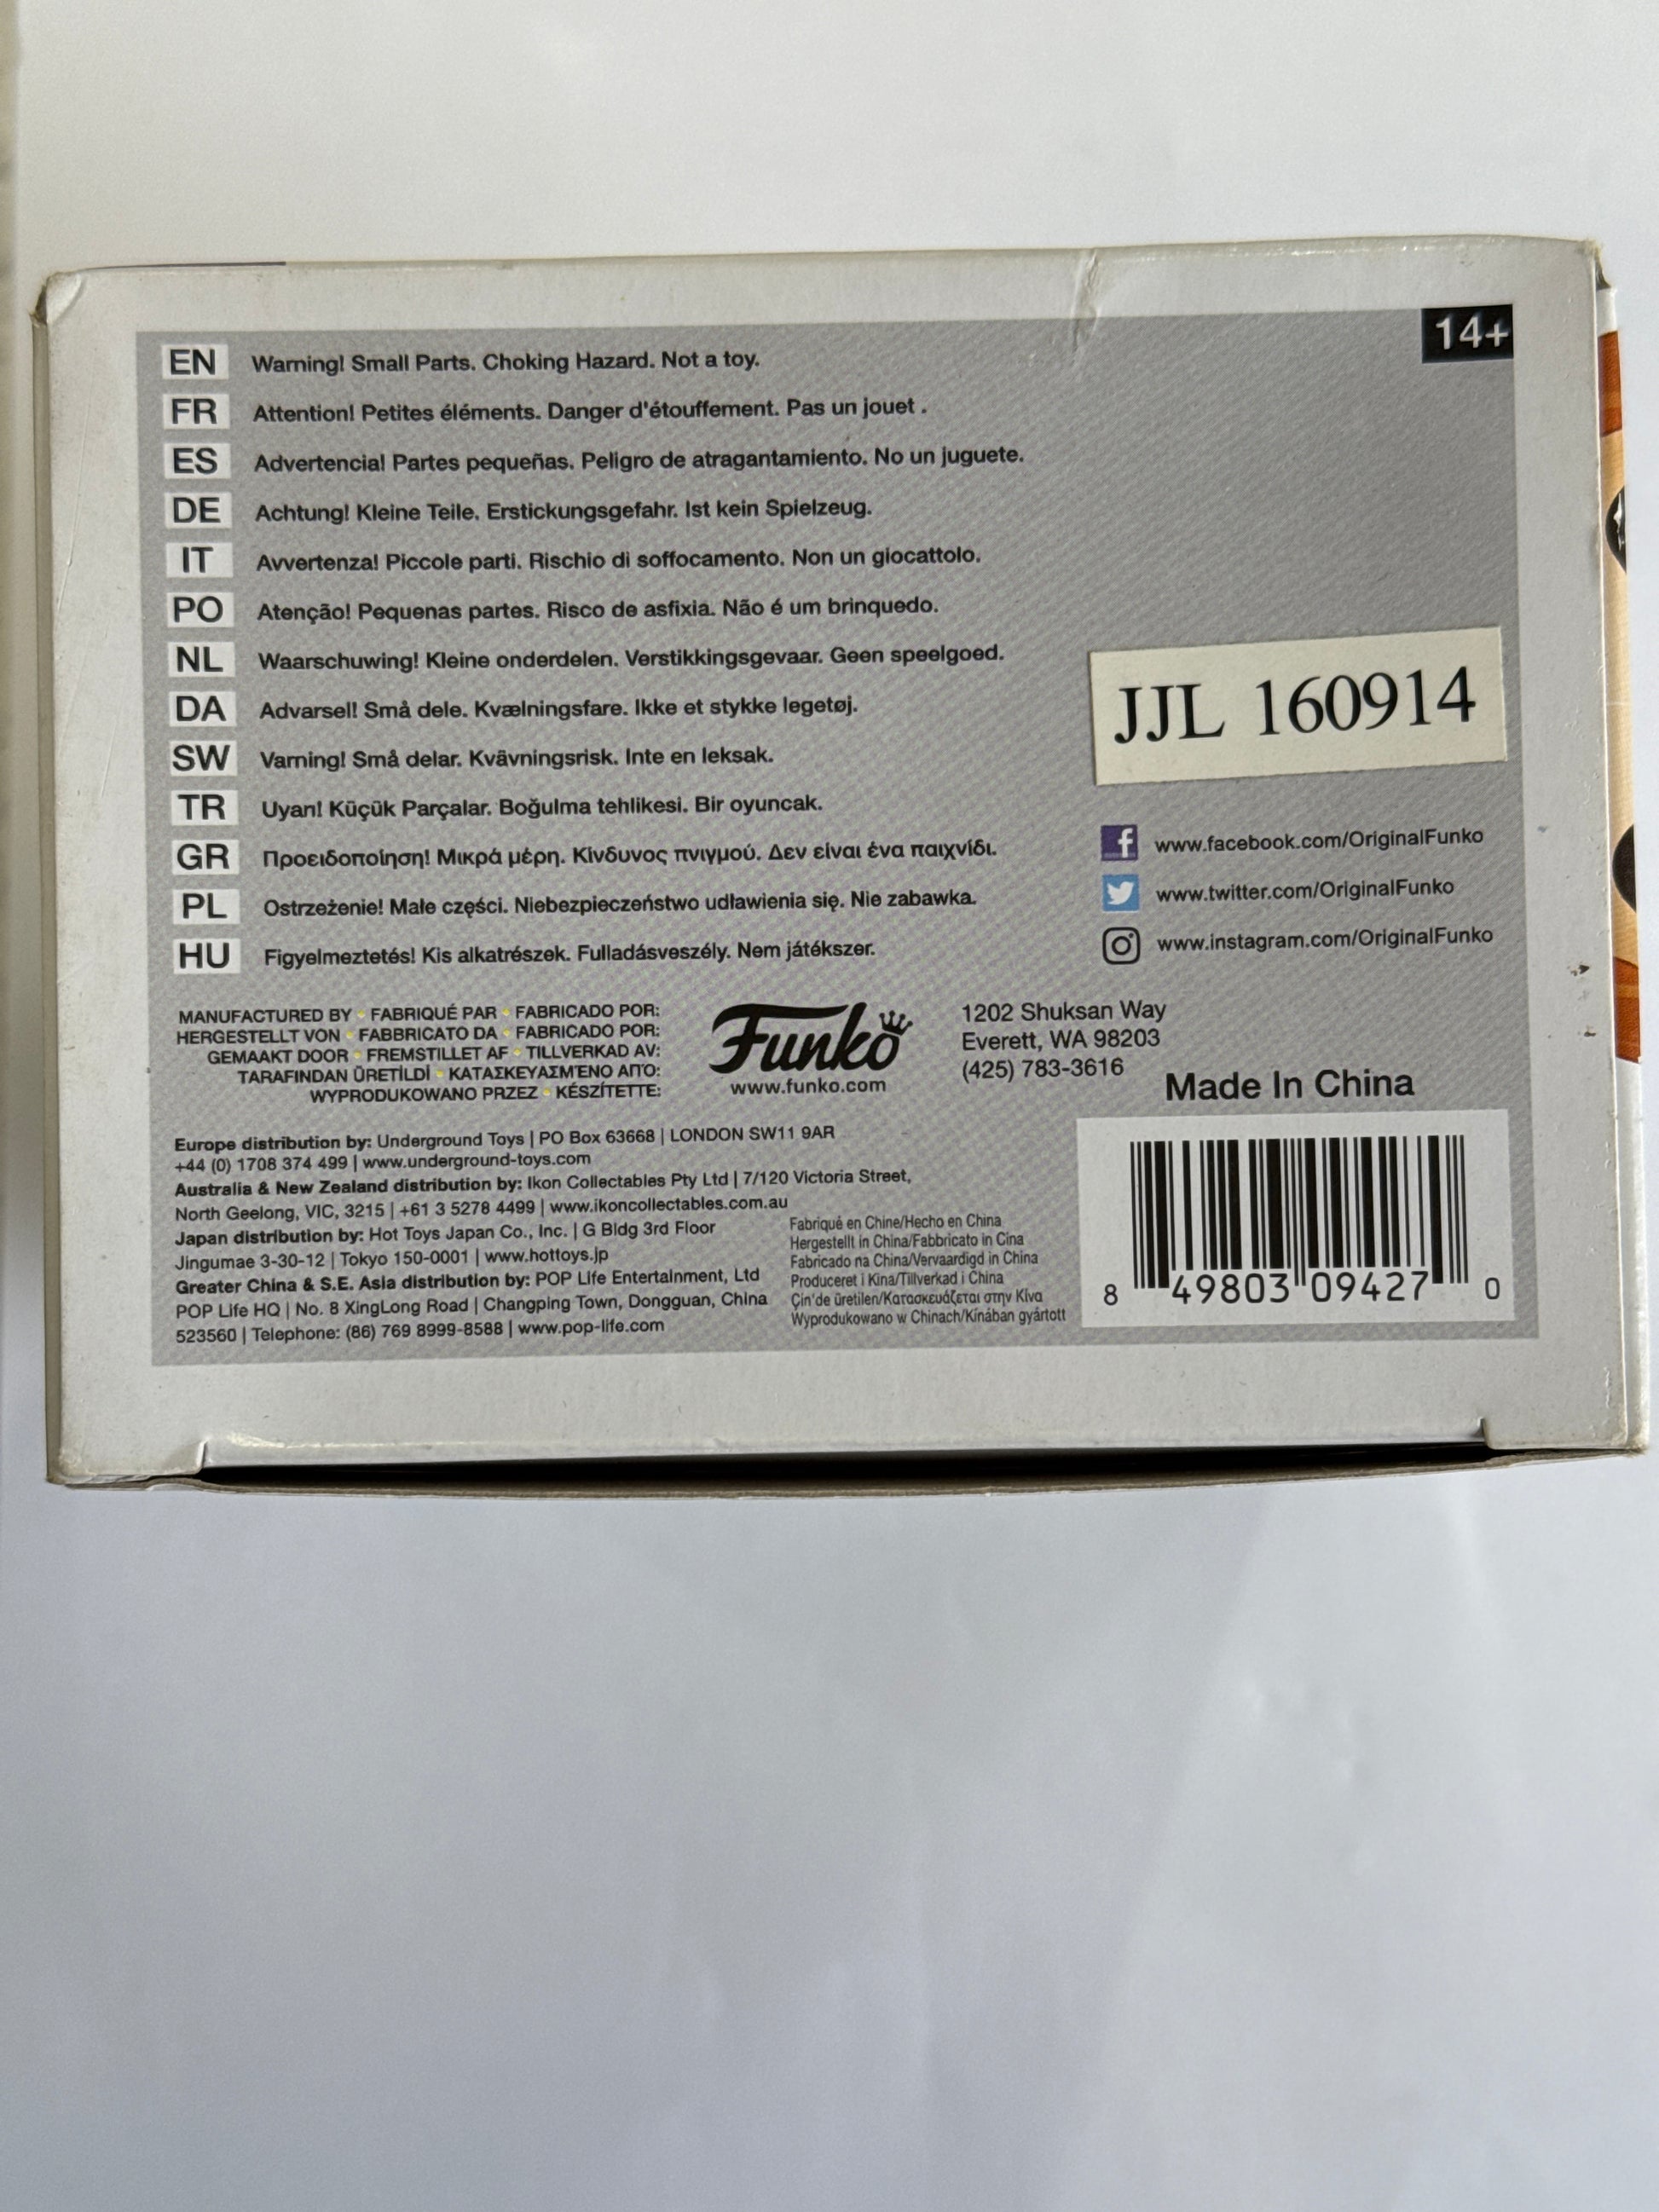 14+
EN Warning! Small Parts. Choking Hazard. Not a toy.
FR Attention! Petites éléments. Danger d'étouffement. Pas un jouet .
ES Advertencia! Partes pequeñas. Peligro de atragantamiento. No un juguete.
DE Achtung! Kleine Teile. Erstickungsgefahr. Ist kein Spielzeug.
IT Avvertenza! Piccole parti. Rischio di soffocamento. Non un giocattolo.
PO Atenção! Pequenas partes. Risco de asfixia. Não é um brinquedo.
NL Waarschuwing! Kleine onderdelen. Verstikkingsgevaar. Geen speelgoed.
DA Advarsel! Små dele. Kvælningsfare. Ikke et stykke legetøj.
SW Varning! Små delar. Kvävningsrisk. Inte en leksak.
TR Uyan! Küçük Parçalar. Boğulma tehlikesi. Bir oyuncak.
GR Προειδοποίηση! Μικρά μέρη. Κίνδυνος πνιγμού. Δεν είναι ένα παιχνίδι.
PL Ostrzeżenie! Małe części. Niebezpieczeństwo udławienia się. Nie zabawka.
HU Figyelmeztetés! Kis alkatrészek. Fulladásveszély. Nem játékszer.
JJL 160914
www.facebook.com/OriginalFunko
www.twitter.com/OriginalFunko
www.instagram.com/OriginalFunko
MANUFACTURED BY • FABRIQUÉ PAR • FABRICADO POR:
HERGESTELLT VON • FABBRICATO DA • FABRICADO POR:
GEMAAKT DOOR • FREMSTILLET AF • TILLVERKAD AV:
TARAFINDAN ÜRETİLDİ • ΚΑΤΑΣΚΕΥΑΣΜΈΝΟ ΑΠΌ:
WYPRODUKOWANO PRZEZ • KÉSZÍTETTE:
Funko
www.funko.com
1202 Shuksan Way
Everett, WA 98203
(425) 783-3616
Made In China
Europe distribution by: Underground Toys | PO Box 63668 | LONDON SW11 9AR
+44 (0) 1708 374 499 | www.underground-toys.com
Australia & New Zealand distribution by: Ikon Collectables Pty Ltd | 7/120 Victoria Street,
North Geelong, VIC, 3215 | +61 3 5278 4499 | www.ikoncollectables.com.au
Japan distribution by: Hot Toys Japan Co., Inc. | G Bldg 3rd Floor
Jingumae 3-30-12 | Tokyo 150-0001 | www.hottoys.jp
Greater China & S.E. Asia distribution by: POP Life Entertainment, Ltd
POP Life HQ | No. 8 XingLong Road | Changping Town, Dongguan, China
523560 | Telephone: (86) 769 8999-8588 | www.pop-life.com
Fabriqué en Chine/Hecho en China
Hergestellt in China/Fabbricato in Cina
Fabricado na China/Vervaardigd in China
Produceret i Kina/Tillverkad i China
Çin'de üretilen/Κατασκευάζεται στην Κίνα
Wyprodukowano w Chinach/Kínában gyártott
8 49803 09427 0